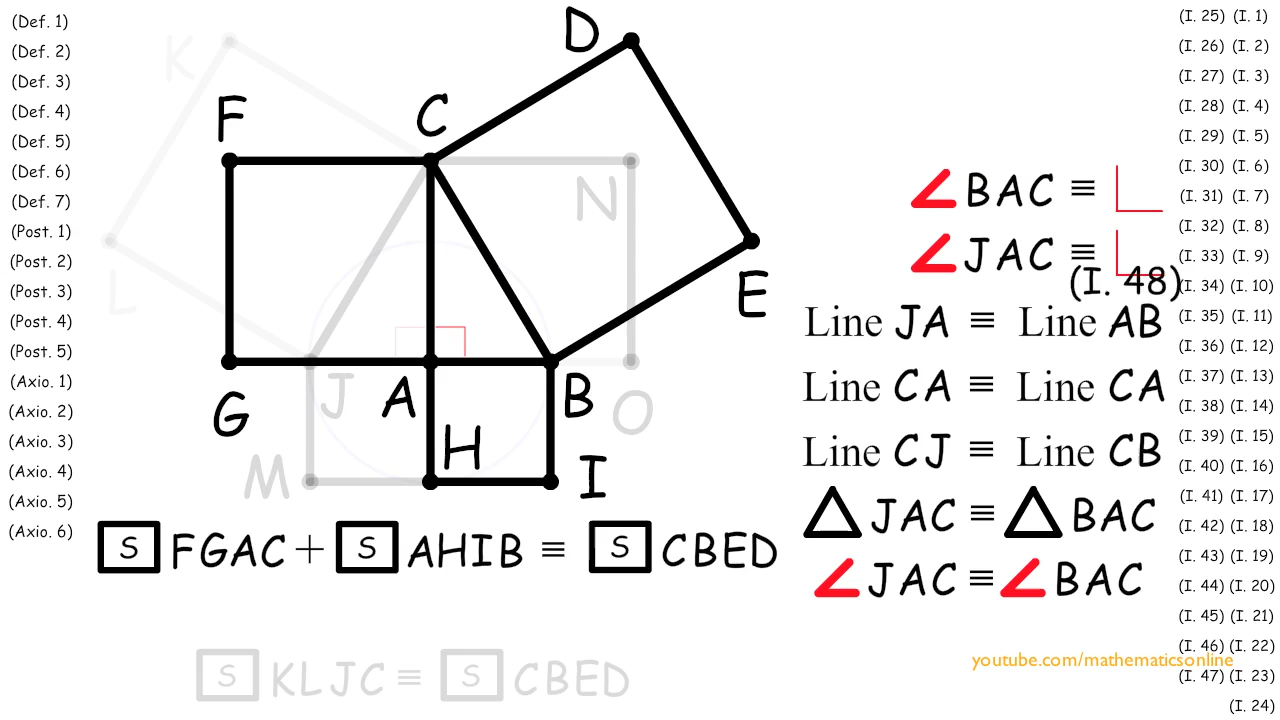 (Def. 1)
(Def. 2)
(Def. 3)
(Def. 4)
(Def. 5)
(Def. 6)
(Def. 7)
(Post. 1)
(Post. 2)
(Post. 3)
(Post. 4)
(Post. 5)
(Axio. 1)
(Axio. 2)
(Axio. 3)
(Axio. 4)
(Axio. 5)
(Axio. 6)
K
D
F
C
N
L
E
G
J
A
B
O
H
M
I
S FGAC + S AHIB ≡ S CBED
S KLJC ≡ S CBED
∠BAC ≡
∠JAC ≡
(I. 48)
Line JA ≡ Line AB
Line CA ≡ Line CA
Line CJ ≡ Line CB
△JAC ≡ △BAC
∠JAC ≡ ∠BAC
youtube.com/mathematicsonline
(I. 25) (I. 1)
(I. 26) (I. 2)
(I. 27) (I. 3)
(I. 28) (I. 4)
(I. 29) (I. 5)
(I. 30) (I. 6)
(I. 31) (I. 7)
(I. 32) (I. 8)
(I. 33) (I. 9)
(I. 34) (I. 10)
(I. 35) (I. 11)
(I. 36) (I. 12)
(I. 37) (I. 13)
(I. 38) (I. 14)
(I. 39) (I. 15)
(I. 40) (I. 16)
(I. 41) (I. 17)
(I. 42) (I. 18)
(I. 43) (I. 19)
(I. 44) (I. 20)
(I. 45) (I. 21)
(I. 46) (I. 22)
(I. 47) (I. 23)
(I. 24)